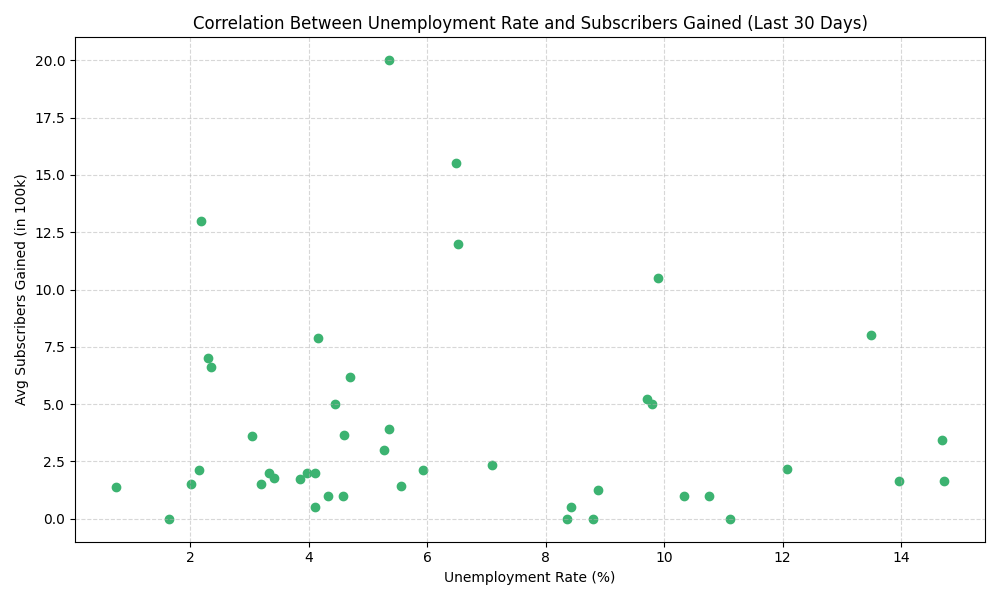 Correlation Between Unemployment Rate and Subscribers Gained (Last 30 Days)
Avg Subscribers Gained (in 100k)
20.0
17.5
15.0
12.5
10.0
7.5
5.0
2.5
0.0
2 4 6 8 10 12 14
Unemployment Rate (%)